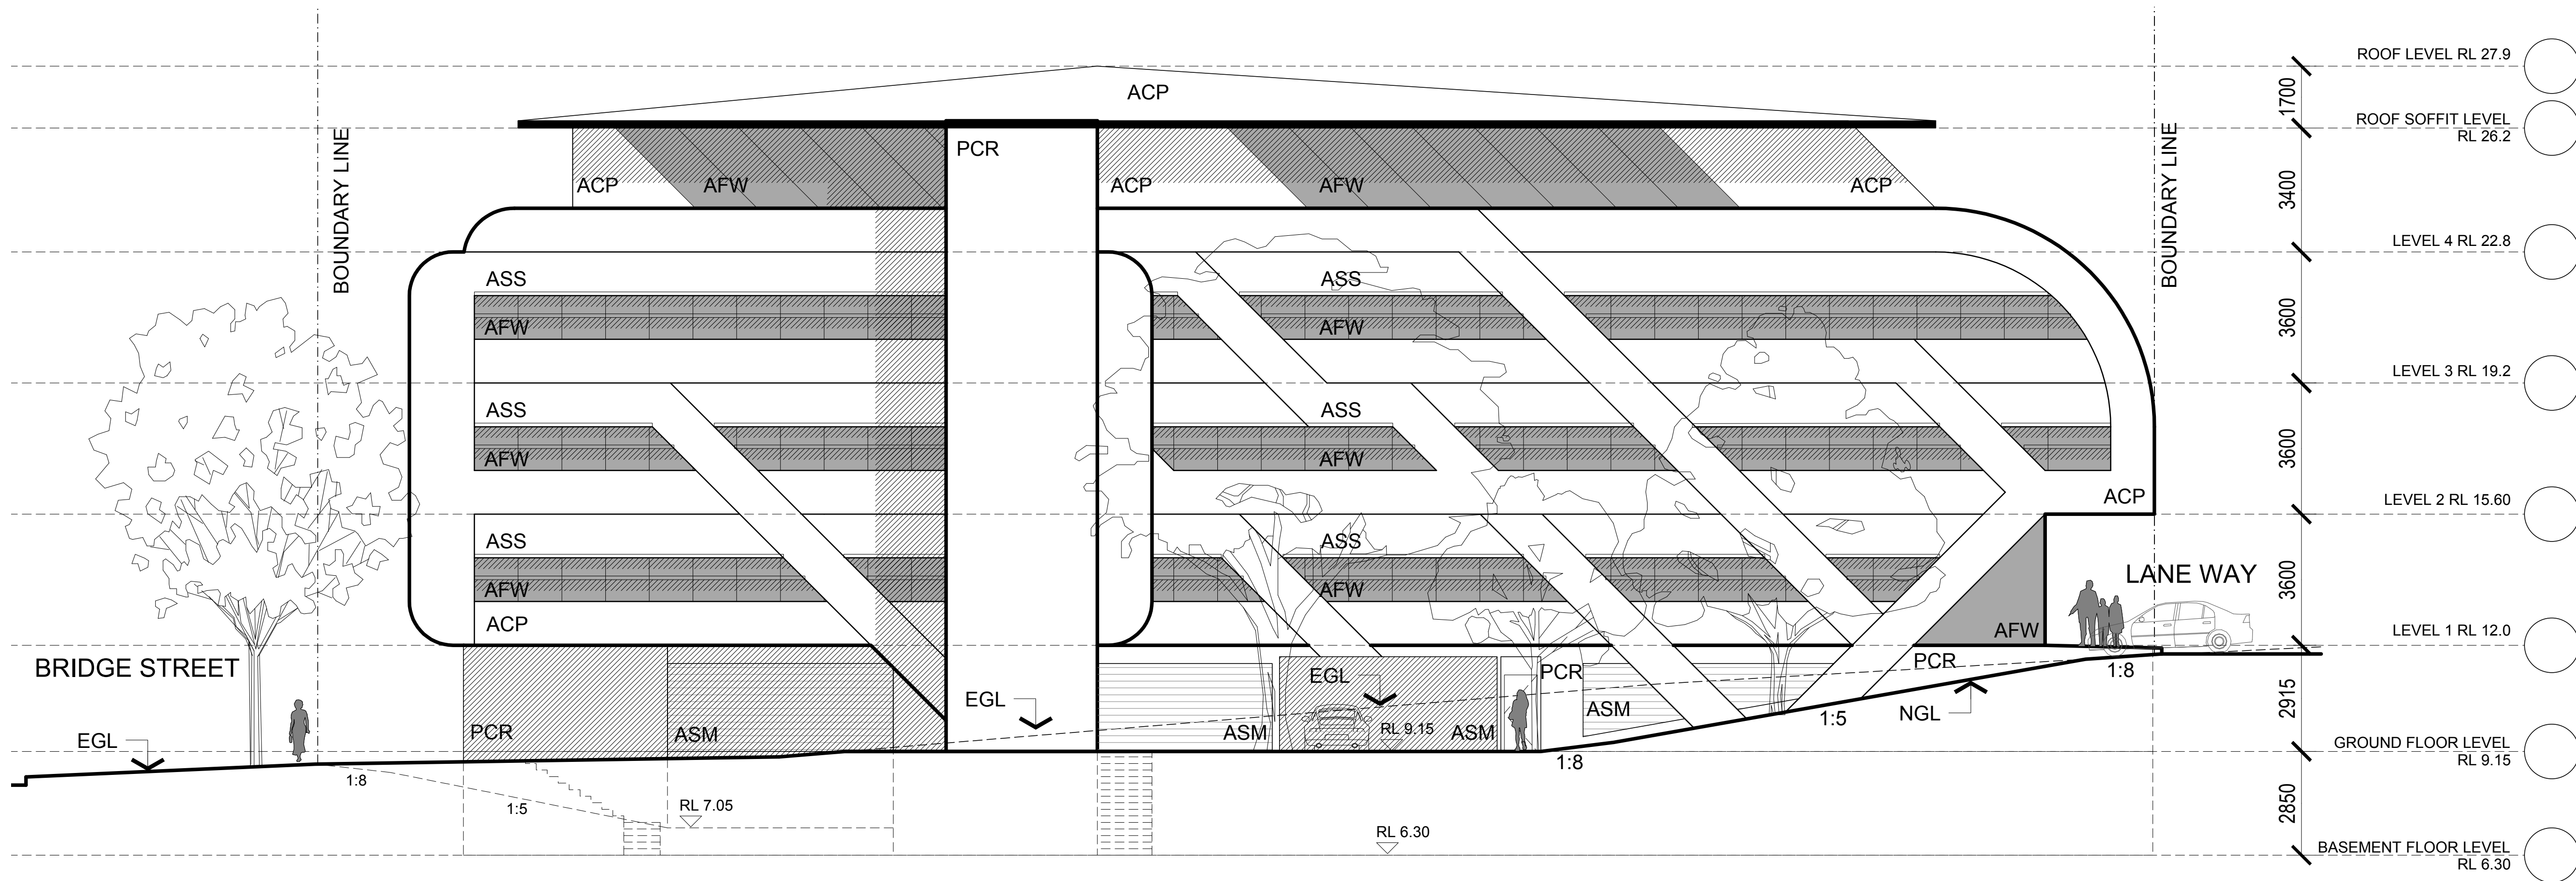 ROOF LEVEL RL 27.9
ACP
1700
ROOF SOFFIT LEVEL
RL 26.2
BOUNDARY LINE
PCR
BOUNDARY LINE
ACP
AFW
ACP
AFW
ACP
3400
LEVEL 4 RL 22.8
ASS
ASS
AFW
AFW
3600
LEVEL 3 RL 19.2
ASS
ASS
AFW
AFW
3600
ACP
LEVEL 2 RL 15.60
ASS
ASS
LANE WAY
AFW
AFW
3600
ACP
AFW
LEVEL 1 RL 12.0
BRIDGE STREET
EGL
PCR
PCR
1:8
EGL
ASM
NGL
2915
1:5
PCR
ASM
ASM
RL 9.15
ASM
EGL
GROUND FLOOR LEVEL
RL 9.15
1:8
1:8
1:5
RL 7.05
2850
RL 6.30
BASEMENT FLOOR LEVEL
RL 6.30